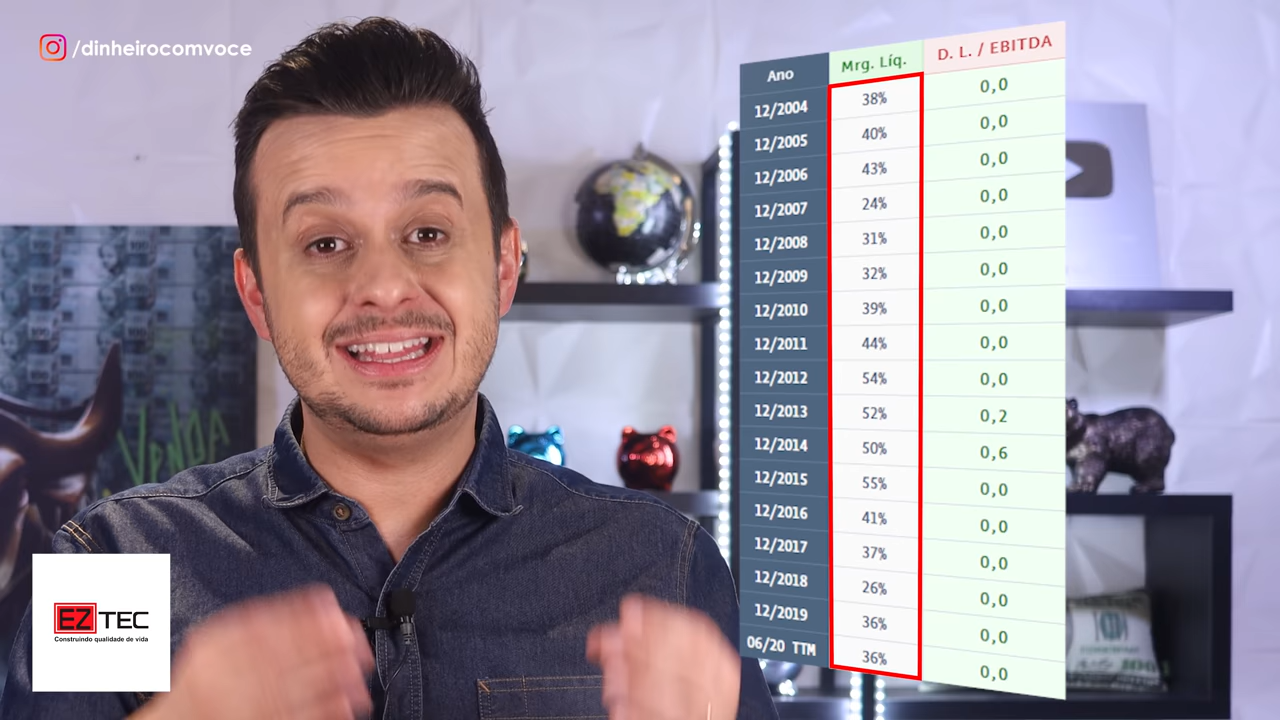 /dinheirocomvoce
Ano Mrg. Líq. D. L. / EBITDA
12/2004 38% 0,0
12/2005 40% 0,0
12/2006 43% 0,0
12/2007 24% 0,0
12/2008 31% 0,0
12/2009 32% 0,0
12/2010 39% 0,0
12/2011 44% 0,0
12/2012 54% 0,0
12/2013 52% 0,2
12/2014 50% 0,6
12/2015 55% 0,0
12/2016 41% 0,0
12/2017 37% 0,0
12/2018 26% 0,0
12/2019 36% 0,0
06/20 TTM 36% 0,0
VENDA
EZ TEC
Construindo qualidade de vida